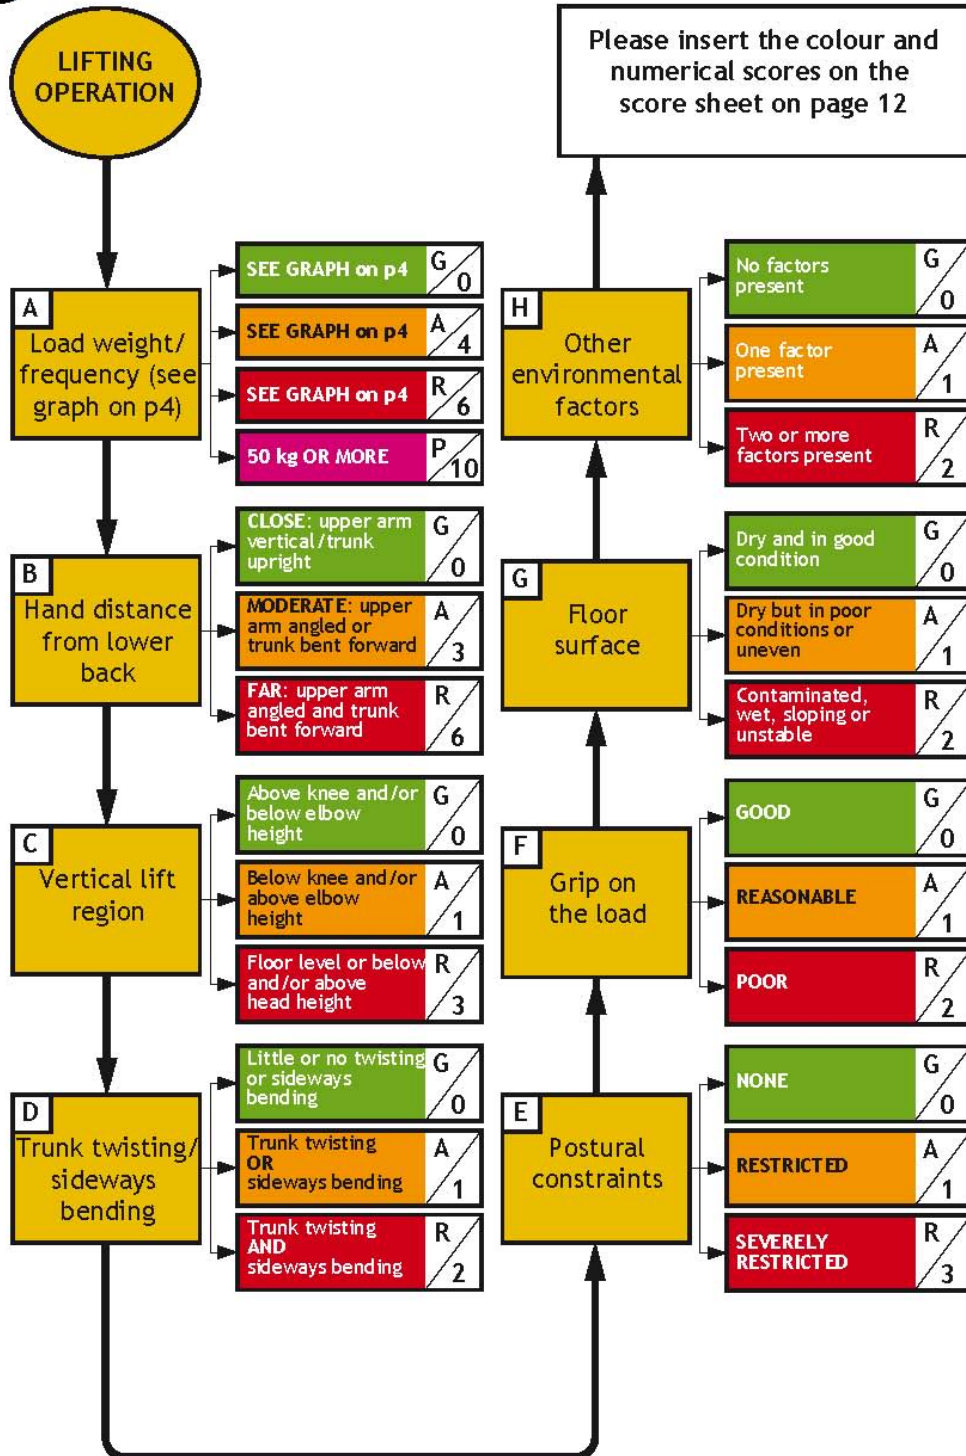 LIFTING
OPERATION
A
Load weight/
frequency (see
graph on p4)
SEE GRAPH on p4
G
0
SEE GRAPH on p4
A
4
SEE GRAPH on p4
R
6
50 kg OR MORE
P
10
B
Hand distance
from lower
back
CLOSE: upper arm
vertical/trunk
upright
G
0
MODERATE: upper
arm angled or
trunk bent forward
A
3
FAR: upper arm
angled and trunk
bent forward
R
6
C
Vertical lift
region
Above knee and/or
below elbow
height
G
0
Below knee and/or
above elbow
height
A
1
Floor level or below
and/or above
head height
R
3
D
Trunk twisting/
sideways
bending
Little or no twisting
or sideways
bending
G
0
Trunk twisting
OR
sideways bending
A
1
Trunk twisting
AND
sideways bending
R
2
E
Postural
constraints
NONE
G
0
RESTRICTED
A
1
SEVERELY
RESTRICTED
R
3
F
Grip on
the load
GOOD
G
0
REASONABLE
A
1
POOR
R
2
G
Floor
surface
Dry and in good
condition
G
0
Dry but in poor
conditions or
uneven
A
1
Contaminated,
wet, sloping or
unstable
R
2
H
Other
environmental
factors
No factors
present
G
0
One factor
present
A
1
Two or more
factors present
R
2
Please insert the colour and
numerical scores on the
score sheet on page 12